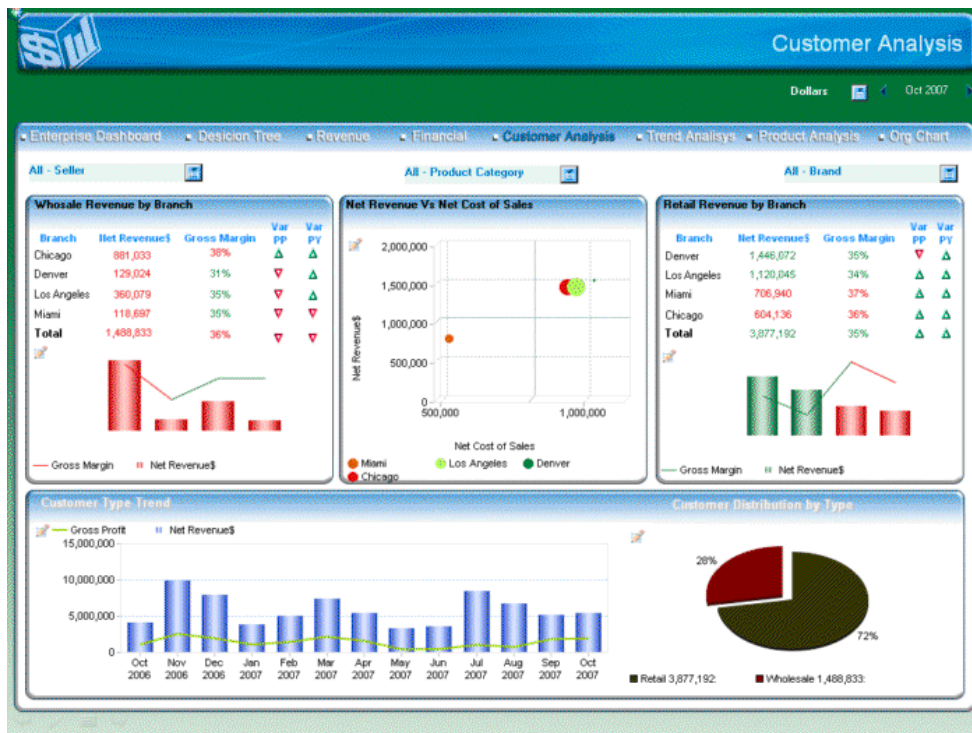 $
Customer Analysis
Dollars
Oct 2007
Enterprise Dashboard
Desicion Tree
Revenue
Financial
Customer Analysis
Trend Analisys
Product Analysis
Org Chart
All - Seller
All - Product Category
All - Brand
Whosale Revenue by Branch
Branch Net Revenue$ Gross Margin Var PP Var PY
Chicago 881,033 38%
Denver 129,024 31%
Los Angeles 360,079 35%
Miami 118,697 35%
Total 1,488,833 36%
Gross Margin Net Revenue$
Net Revenue Vs Net Cost of Sales
2,000,000
1,500,000
1,000,000
500,000
0
Net Revenue$
500,000 1,000,000
Net Cost of Sales
Miami Los Angeles Denver
Chicago
Retail Revenue by Branch
Branch Net Revenue$ Gross Margin Var PP Var PY
Denver 1,446,072 35%
Los Angeles 1,120,045 34%
Miami 706,940 37%
Chicago 604,136 36%
Total 3,877,192 35%
Gross Margin Net Revenue$
Customer Type Trend
Gross Profit Net Revenue$
15,000,000
10,000,000
5,000,000
0
Oct Nov Dec Jan Feb Mar Apr May Jun Jul Aug Sep Oct
2006 2006 2006 2007 2007 2007 2007 2007 2007 2007 2007 2007 2007
Customer Distribution by Type
28%
72%
Retail 3,877,192: Wholesale 1,488,833: